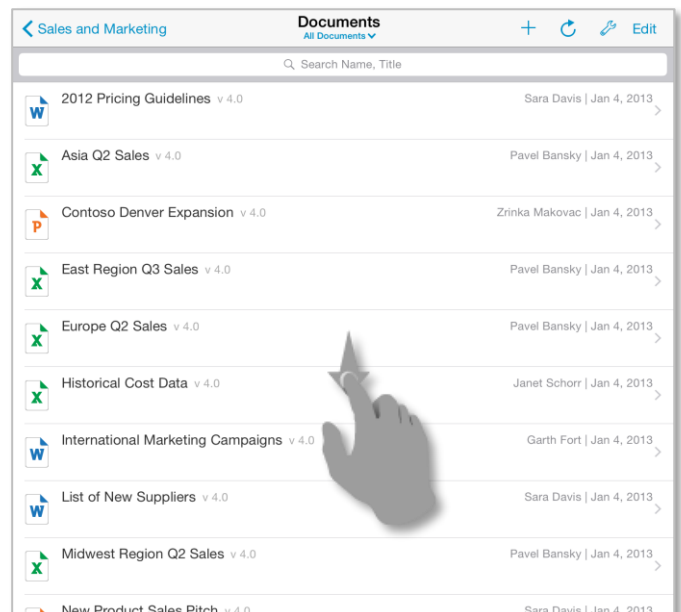 Sales and Marketing
Documents
All Documents
Edit
Search Name, Title
2012 Pricing Guidelines v 4.0 Sara Davis | Jan 4, 2013
Asia Q2 Sales v 4.0 Pavel Bansky | Jan 4, 2013
Contoso Denver Expansion v 4.0 Zrinka Makovac | Jan 4, 2013
East Region Q3 Sales v 4.0 Pavel Bansky | Jan 4, 2013
Europe Q2 Sales v 4.0 Pavel Bansky | Jan 4, 2013
Historical Cost Data v 4.0 Janet Schorr | Jan 4, 2013
International Marketing Campaigns v 4.0 Garth Fort | Jan 4, 2013
List of New Suppliers v 4.0 Sara Davis | Jan 4, 2013
Midwest Region Q2 Sales v 4.0 Pavel Bansky | Jan 4, 2013
New Product Sales Pitch v 4.0 Sara Davis | Jan 4, 2013